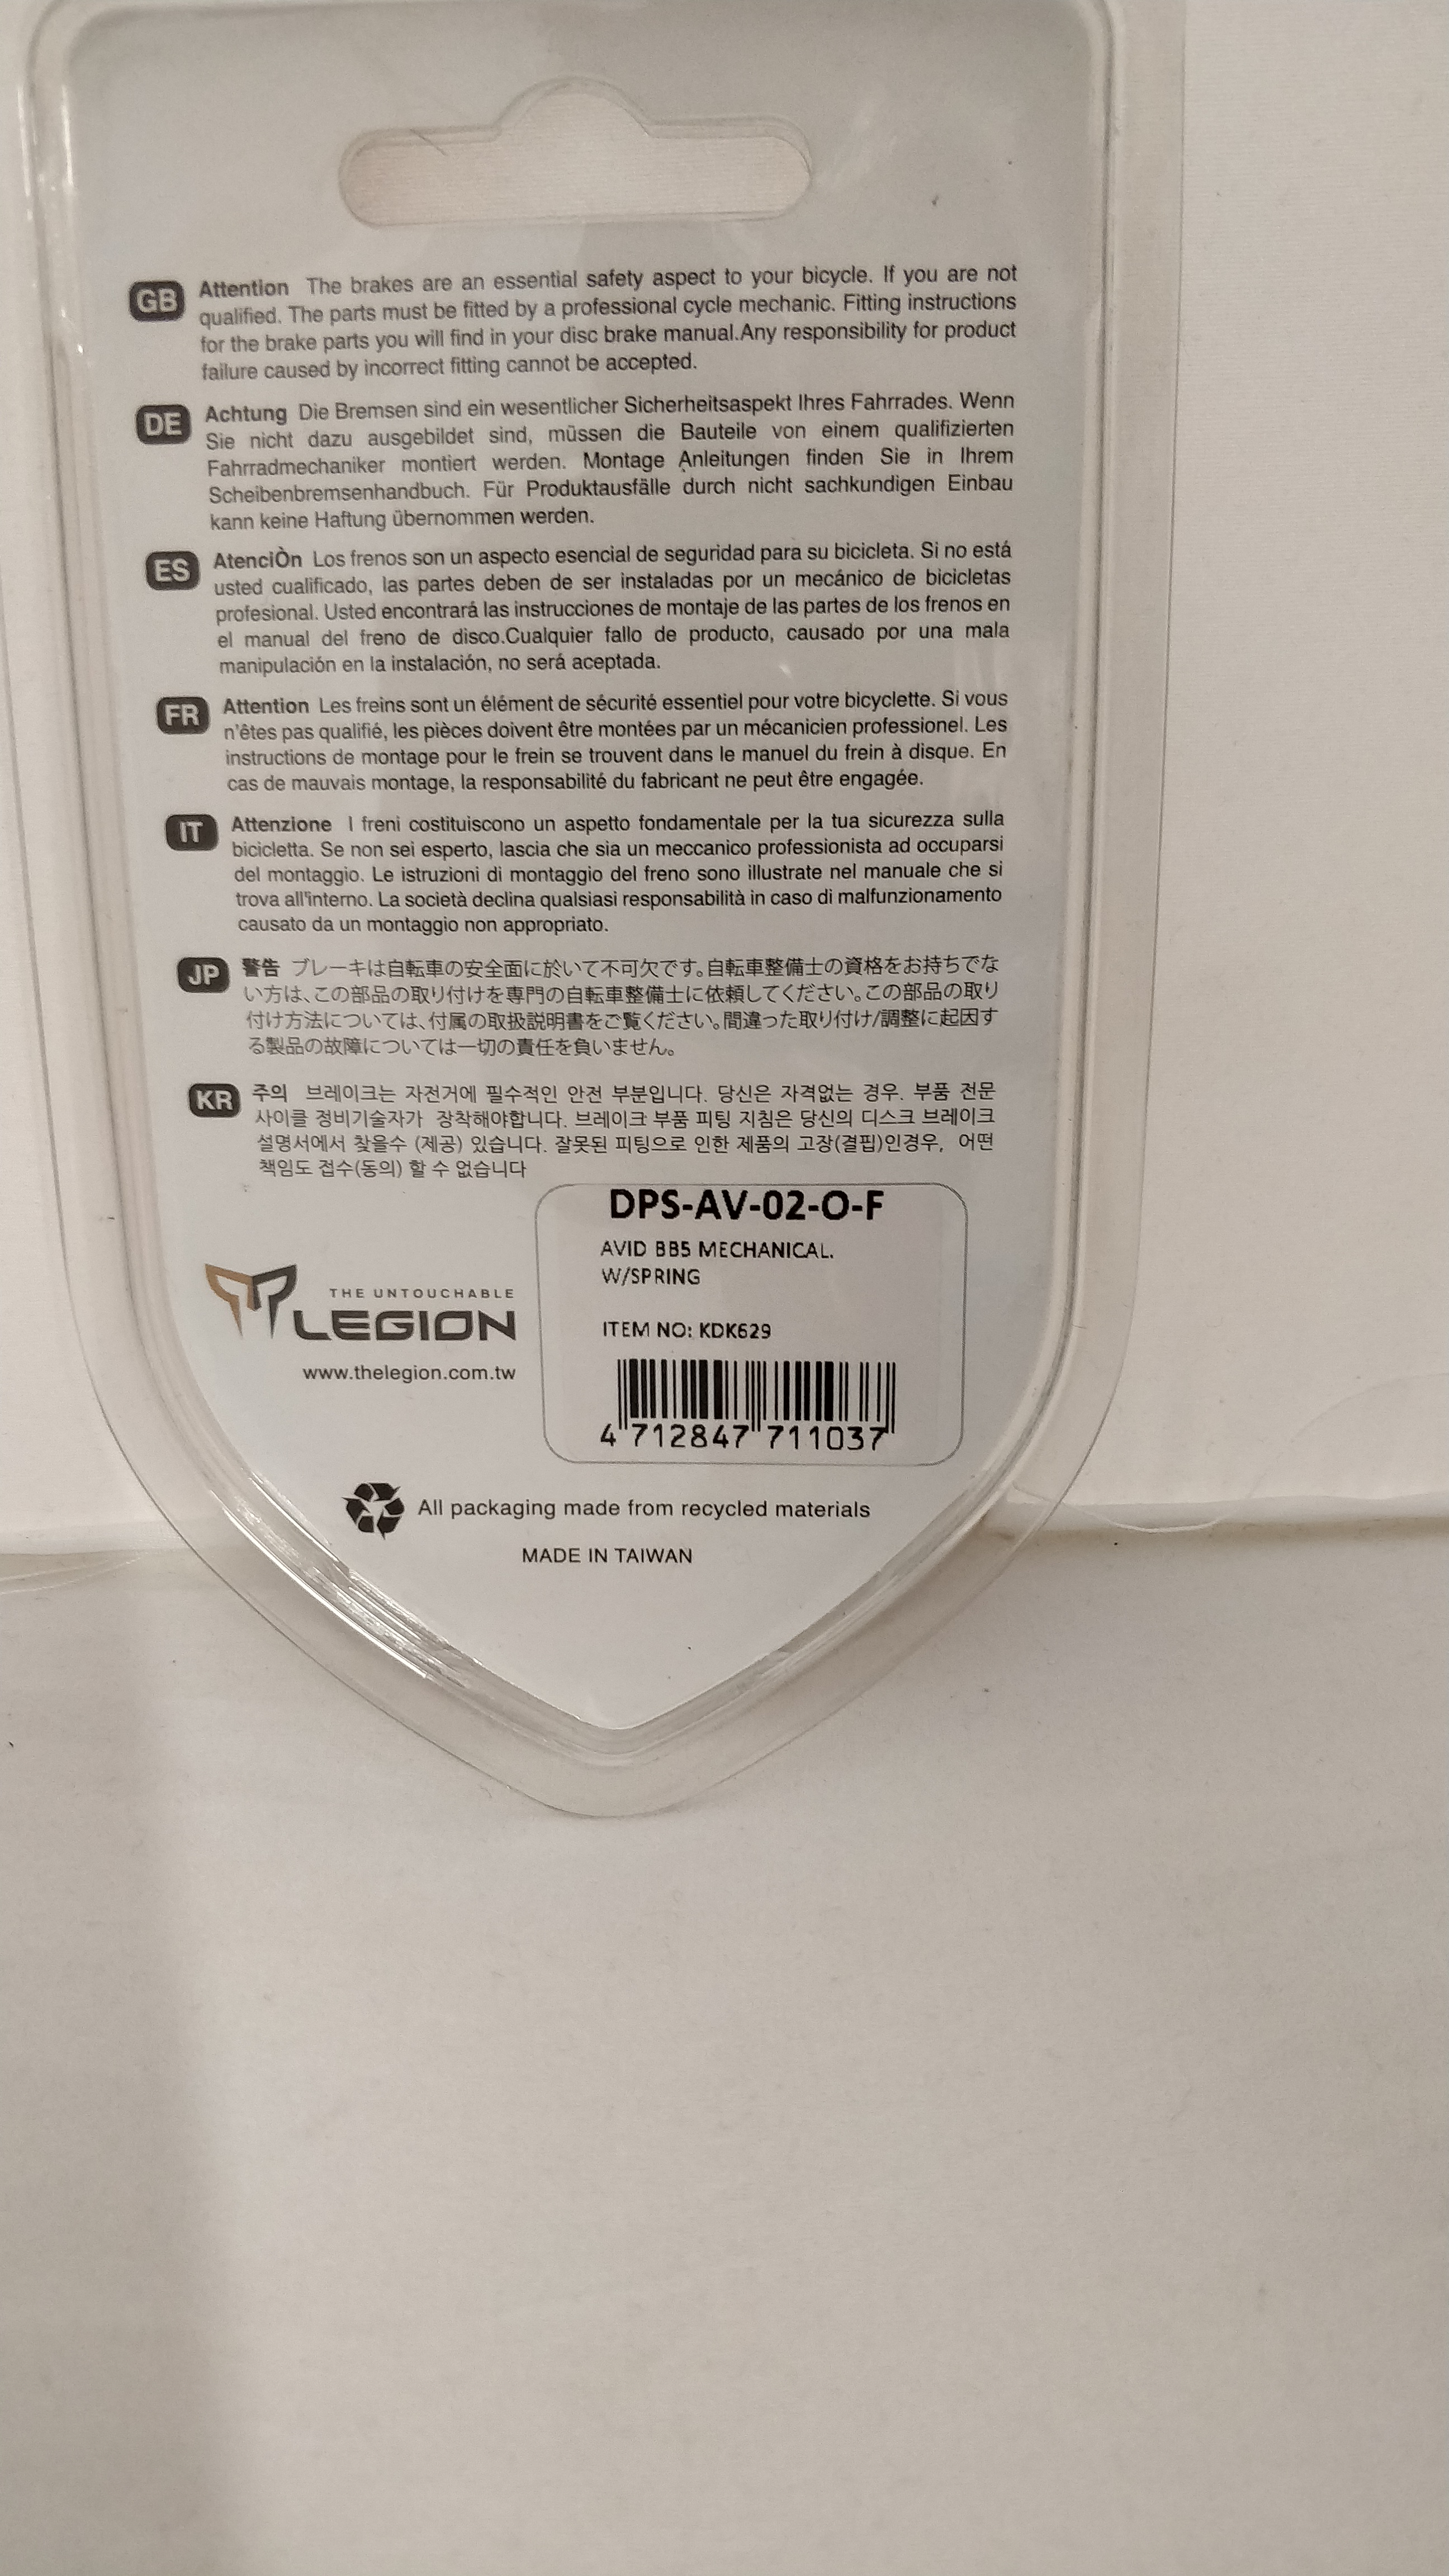 GB Attention The brakes are an essential safety aspect to your bicycle. If you are not
qualified. The parts must be fitted by a professional cycle mechanic. Fitting instructions
for the brake parts you will find in your disc brake manual.Any responsibility for product
failure caused by incorrect fitting cannot be accepted.
DE Achtung Die Bremsen sind ein wesentlicher Sicherheitsaspekt Ihres Fahrrades. Wenn
Sie nicht dazu ausgebildet sind, müssen die Bauteile von einem qualifizierten
Fahrradmechaniker montiert werden. Montage Anleitungen finden Sie in Ihrem
Scheibenbremsenhandbuch. Für Produktausfälle durch nicht sachkundigen Einbau
kann keine Haftung übernommen werden.
ES AtenciÒn Los frenos son un aspecto esencial de seguridad para su bicicleta. Si no está
usted cualificado, las partes deben de ser instaladas por un mecánico de bicicletas
profesional. Usted encontrará las instrucciones de montaje de las partes de los frenos en
el manual del freno de disco.Cualquier fallo de producto, causado por una mala
manipulación en la instalación, no será aceptada.
FR Attention Les freins sont un élément de sécurité essentiel pour votre bicyclette. Si vous
n'êtes pas qualifié, les pièces doivent être montées par un mécanicien professionel. Les
instructions de montage pour le frein se trouvent dans le manuel du frein à disque. En
cas de mauvais montage, la responsabilité du fabricant ne peut être engagée.
IT Attenzione I freni costituiscono un aspetto fondamentale per la tua sicurezza sulla
bicicletta. Se non sei esperto, lascia che sia un meccanico professionista ad occuparsi
del montaggio. Le istruzioni di montaggio del freno sono illustrate nel manuale che si
trova all'interno. La società declina qualsiasi responsabilità in caso di malfunzionamento
causato da un montaggio non appropriato.
JP 警告 ブレーキは自転車の安全面に於いて不可欠です。自転車整備士の資格をお持ちでな
い方は、この部品の取り付けを専門の自転車整備士に依頼してください。この部品の取り
付け方法については、付属の取扱説明書をご覧ください。間違った取り付け/調整に起因す
る製品の故障については一切の責任を負いません。
KR 주의 브레이크는 자전거에 필수적인 안전 부분입니다. 당신은 자격없는 경우. 부품 전문
사이클 정비기술자가 장착해야합니다. 브레이크 부품 피팅 지침은 당신의 디스크 브레이크
설명서에서 찾을수 (제공) 있습니다. 잘못된 피팅으로 인한 제품의 고장(결핍)인경우, 어떤
책임도 접수(동의) 할 수 없습니다
DPS-AV-02-O-F
AVID BB5 MECHANICAL.
W/SPRING
ITEM NO: KDK629
4 712847 711037
THE UNTOUCHABLE
LEGION
www.thelegion.com.tw
All packaging made from recycled materials
MADE IN TAIWAN